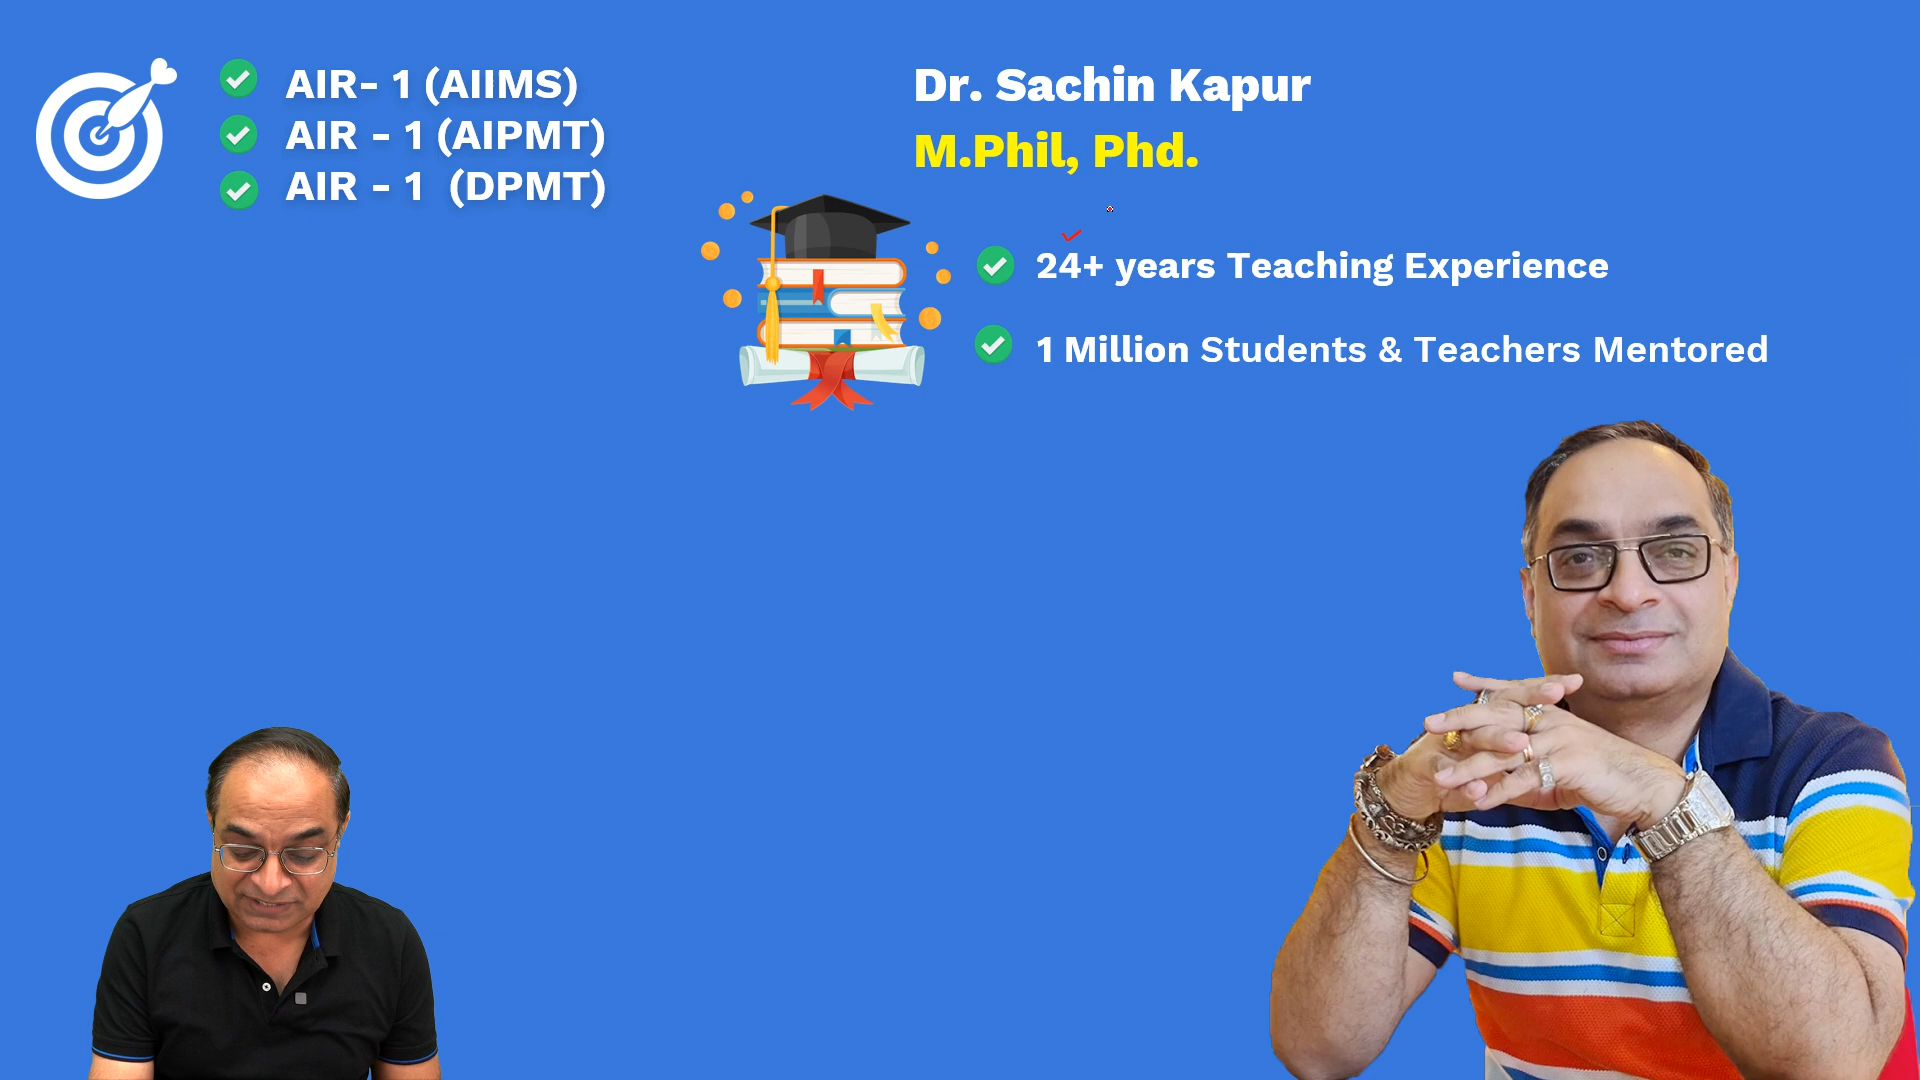 AIR- 1 (AIIMS)
AIR - 1 (AIPMT)
AIR - 1 (DPMT)
Dr. Sachin Kapur
M.Phil, Phd.
24+ years Teaching Experience
1 Million Students & Teachers Mentored